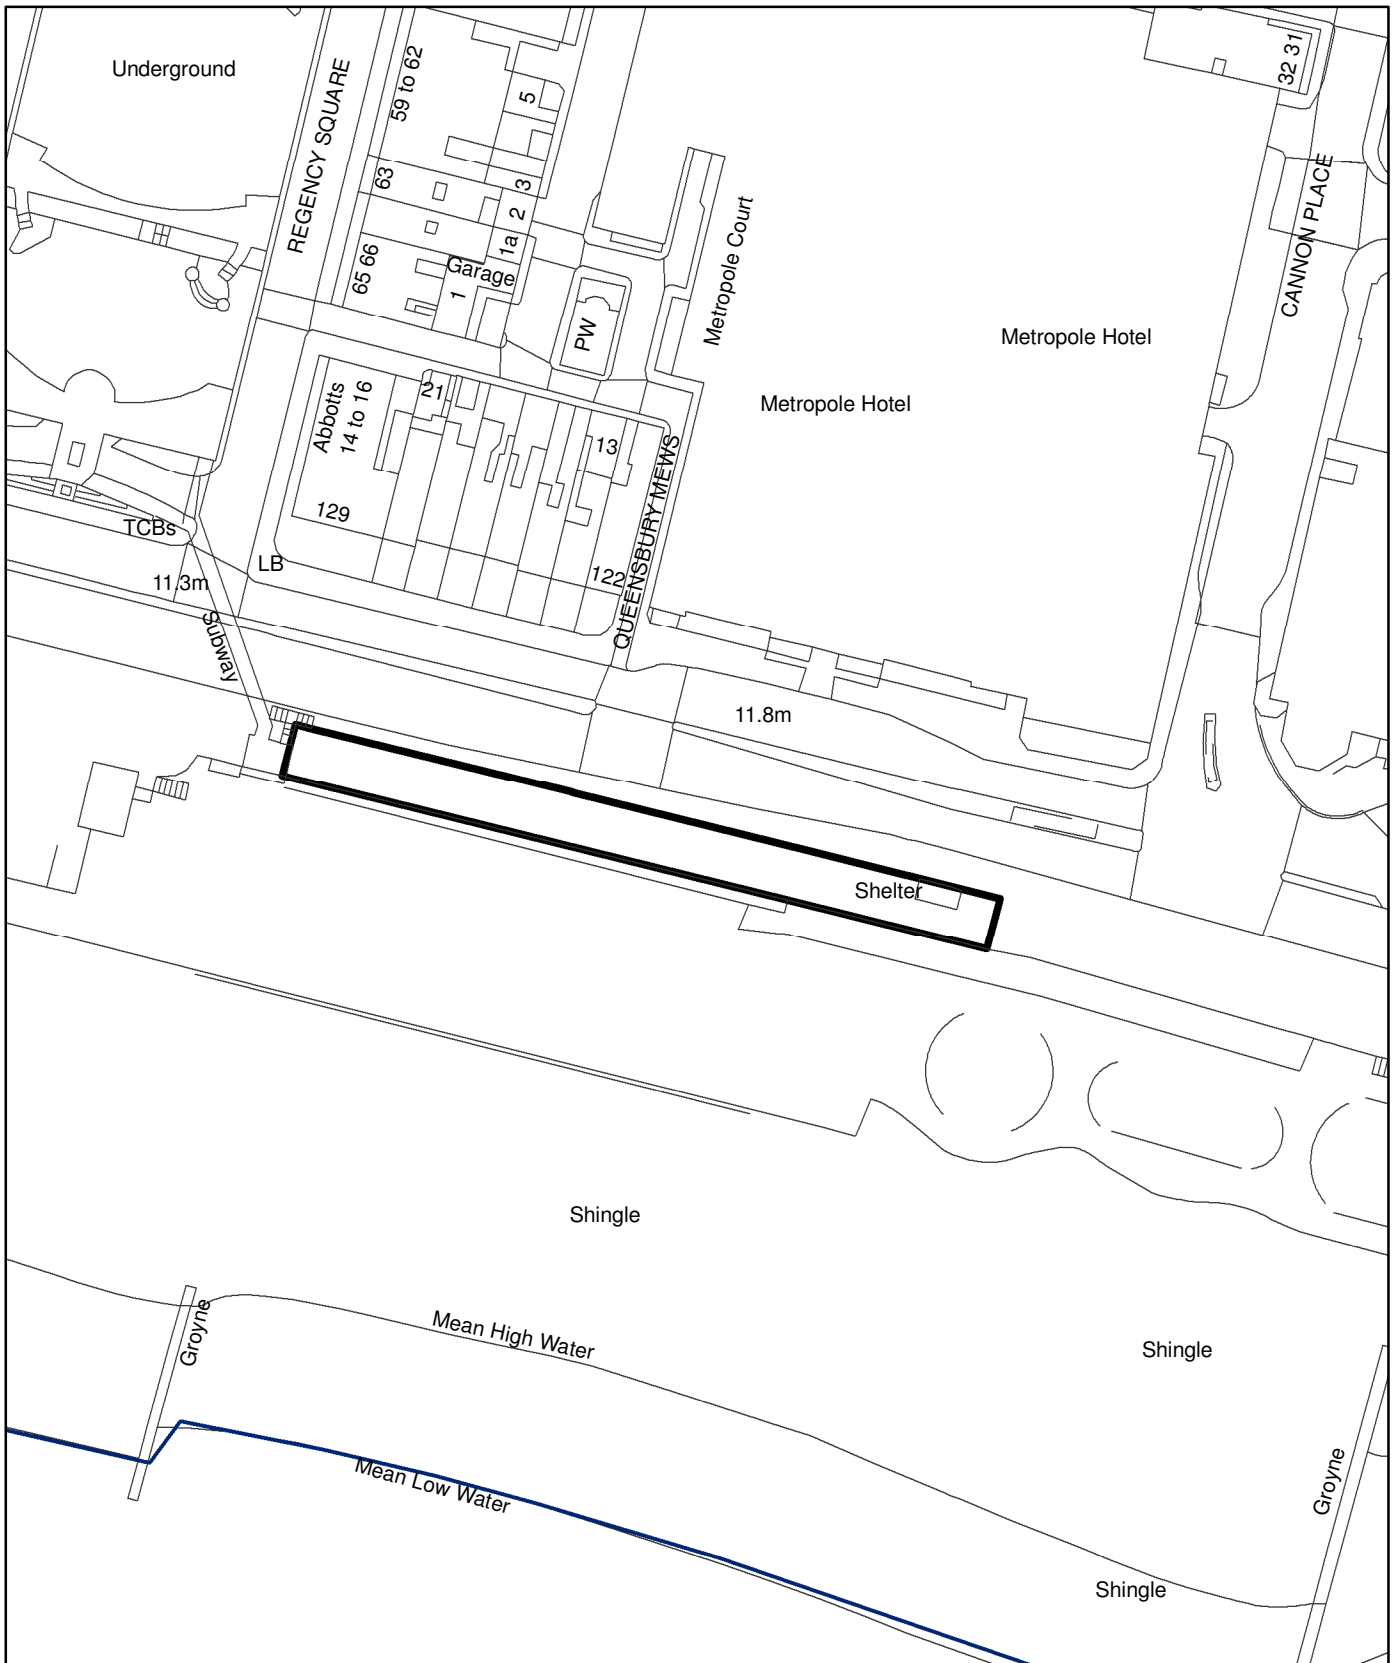 Underground
REGENCY SQUARE
59 to 62
5
32 31
63
3
2
1a
CANNON PLACE
65 66
Garage
1
Metropole Court
PW
Metropole Hotel
Metropole Hotel
Abbotts
14 to 16
21
13
QUEENSBURY MEWS
129
TCBs
LB
122
11.3m
Subway
11.8m
Shelter
Shingle
Groyne
Mean High Water
Shingle
Mean Low Water
Groyne
Shingle